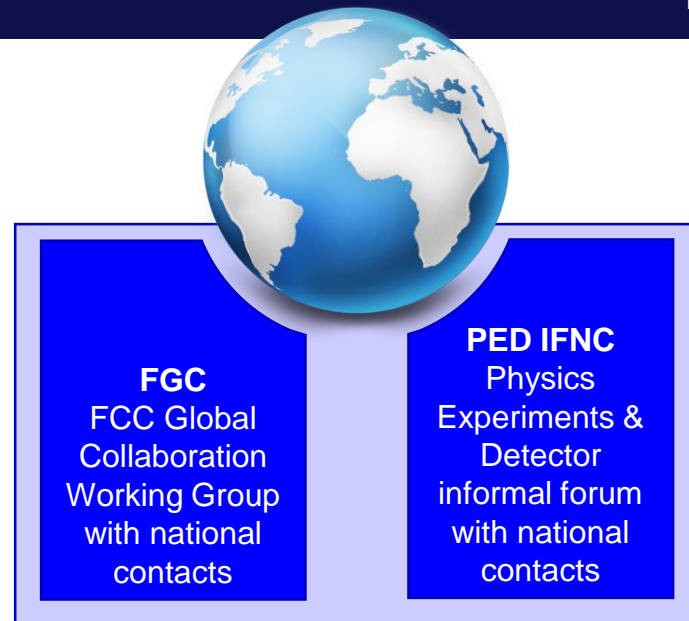 FGC
FCC Global
Collaboration
Working Group
with national
contacts
PED IFNC
Physics
Experiments &
Detector
informal forum
with national
contacts